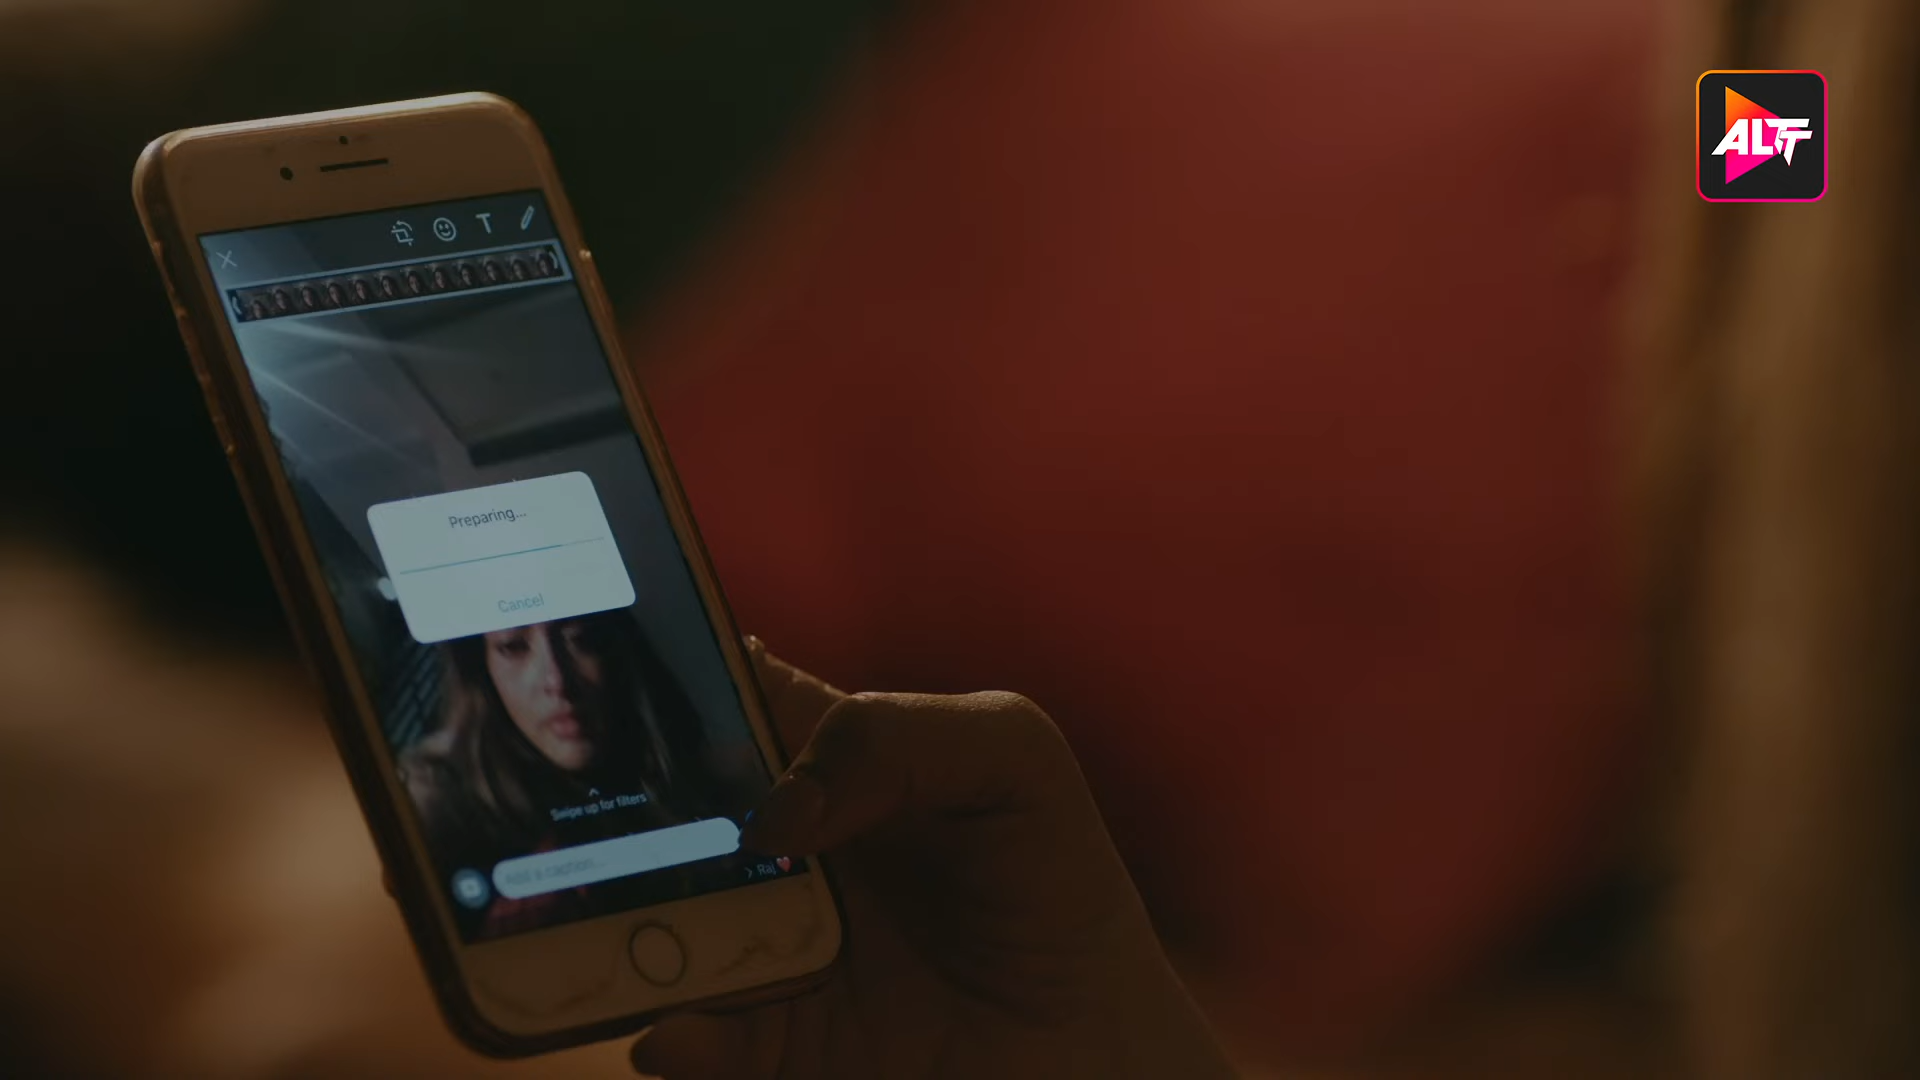 ALTT
T
Preparing...
Cancel
Swipe up for filters
Add a caption...
> Raj❤️